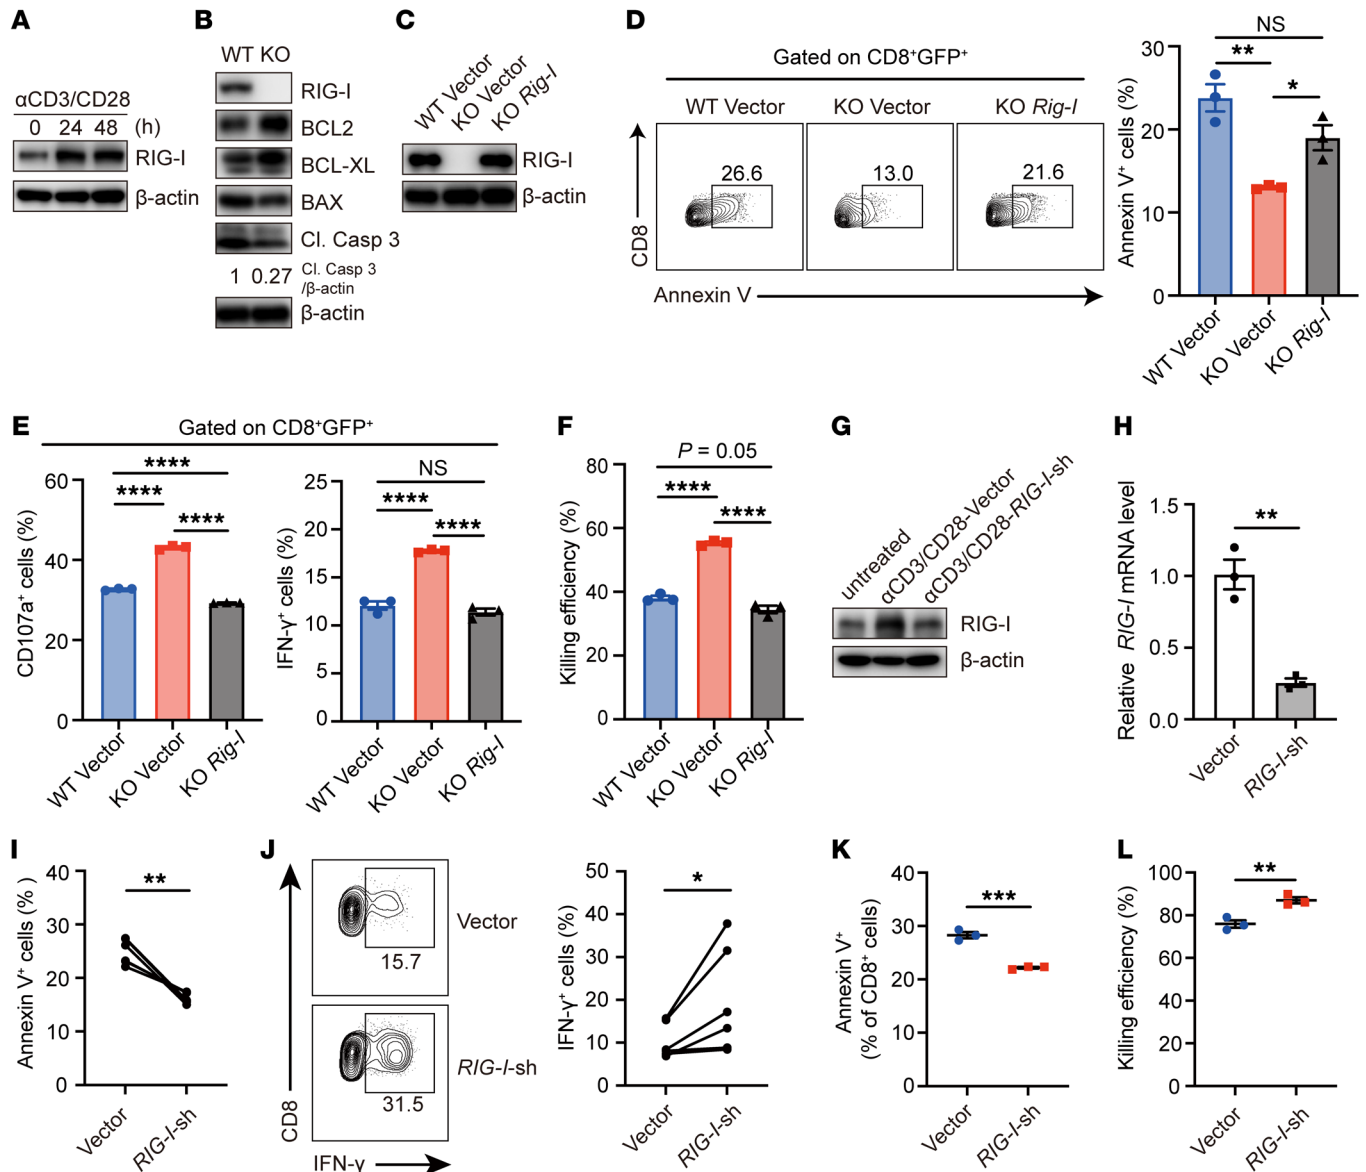 A
αCD3/CD28
0 24 48 (h)
RIG-I
β-actin
B
WT KO
RIG-I
BCL2
BCL-XL
BAX
Cl. Casp 3
1 0.27 Cl. Casp 3
/β-actin
β-actin
C
WT Vector
KO Vector
KO Rig-I
RIG-I
β-actin
D
Gated on CD8⁺GFP⁺
WT Vector
KO Vector
KO Rig-I
26.6
13.0
21.6
CD8
Annexin V
Annexin V⁺ cells (%)
30
20
10
0
NS
**
*
WT Vector
KO Vector
KO Rig-I
E
Gated on CD8⁺GFP⁺
CD107a⁺ cells (%)
60
40
20
0
****
****
****
WT Vector
KO Vector
KO Rig-I
IFN-γ⁺ cells (%)
25
20
15
10
5
0
NS
****
****
WT Vector
KO Vector
KO Rig-I
F
Killing efficiency (%)
80
60
40
20
0
P = 0.05
****
****
WT Vector
KO Vector
KO Rig-I
G
untreated
αCD3/CD28-Vector
αCD3/CD28-RIG-I-sh
RIG-I
β-actin
H
Relative RIG-I mRNA level
1.5
1.0
0.5
0.0
**
Vector
RIG-I-sh
I
Annexin V⁺ cells (% )
40
30
20
10
0
**
Vector
RIG-I-sh
J
CD8
15.7
Vector
31.5
RIG-I-sh
IFN-γ
IFN-γ⁺ cells (%)
50
40
30
20
10
0
*
Vector
RIG-I-sh
K
Annexin V⁺
(% of CD8⁺ cells)
40
30
20
10
0
***
Vector
RIG-I-sh
L
Killing efficiency (%)
100
80
60
40
20
0
**
Vector
RIG-I-sh